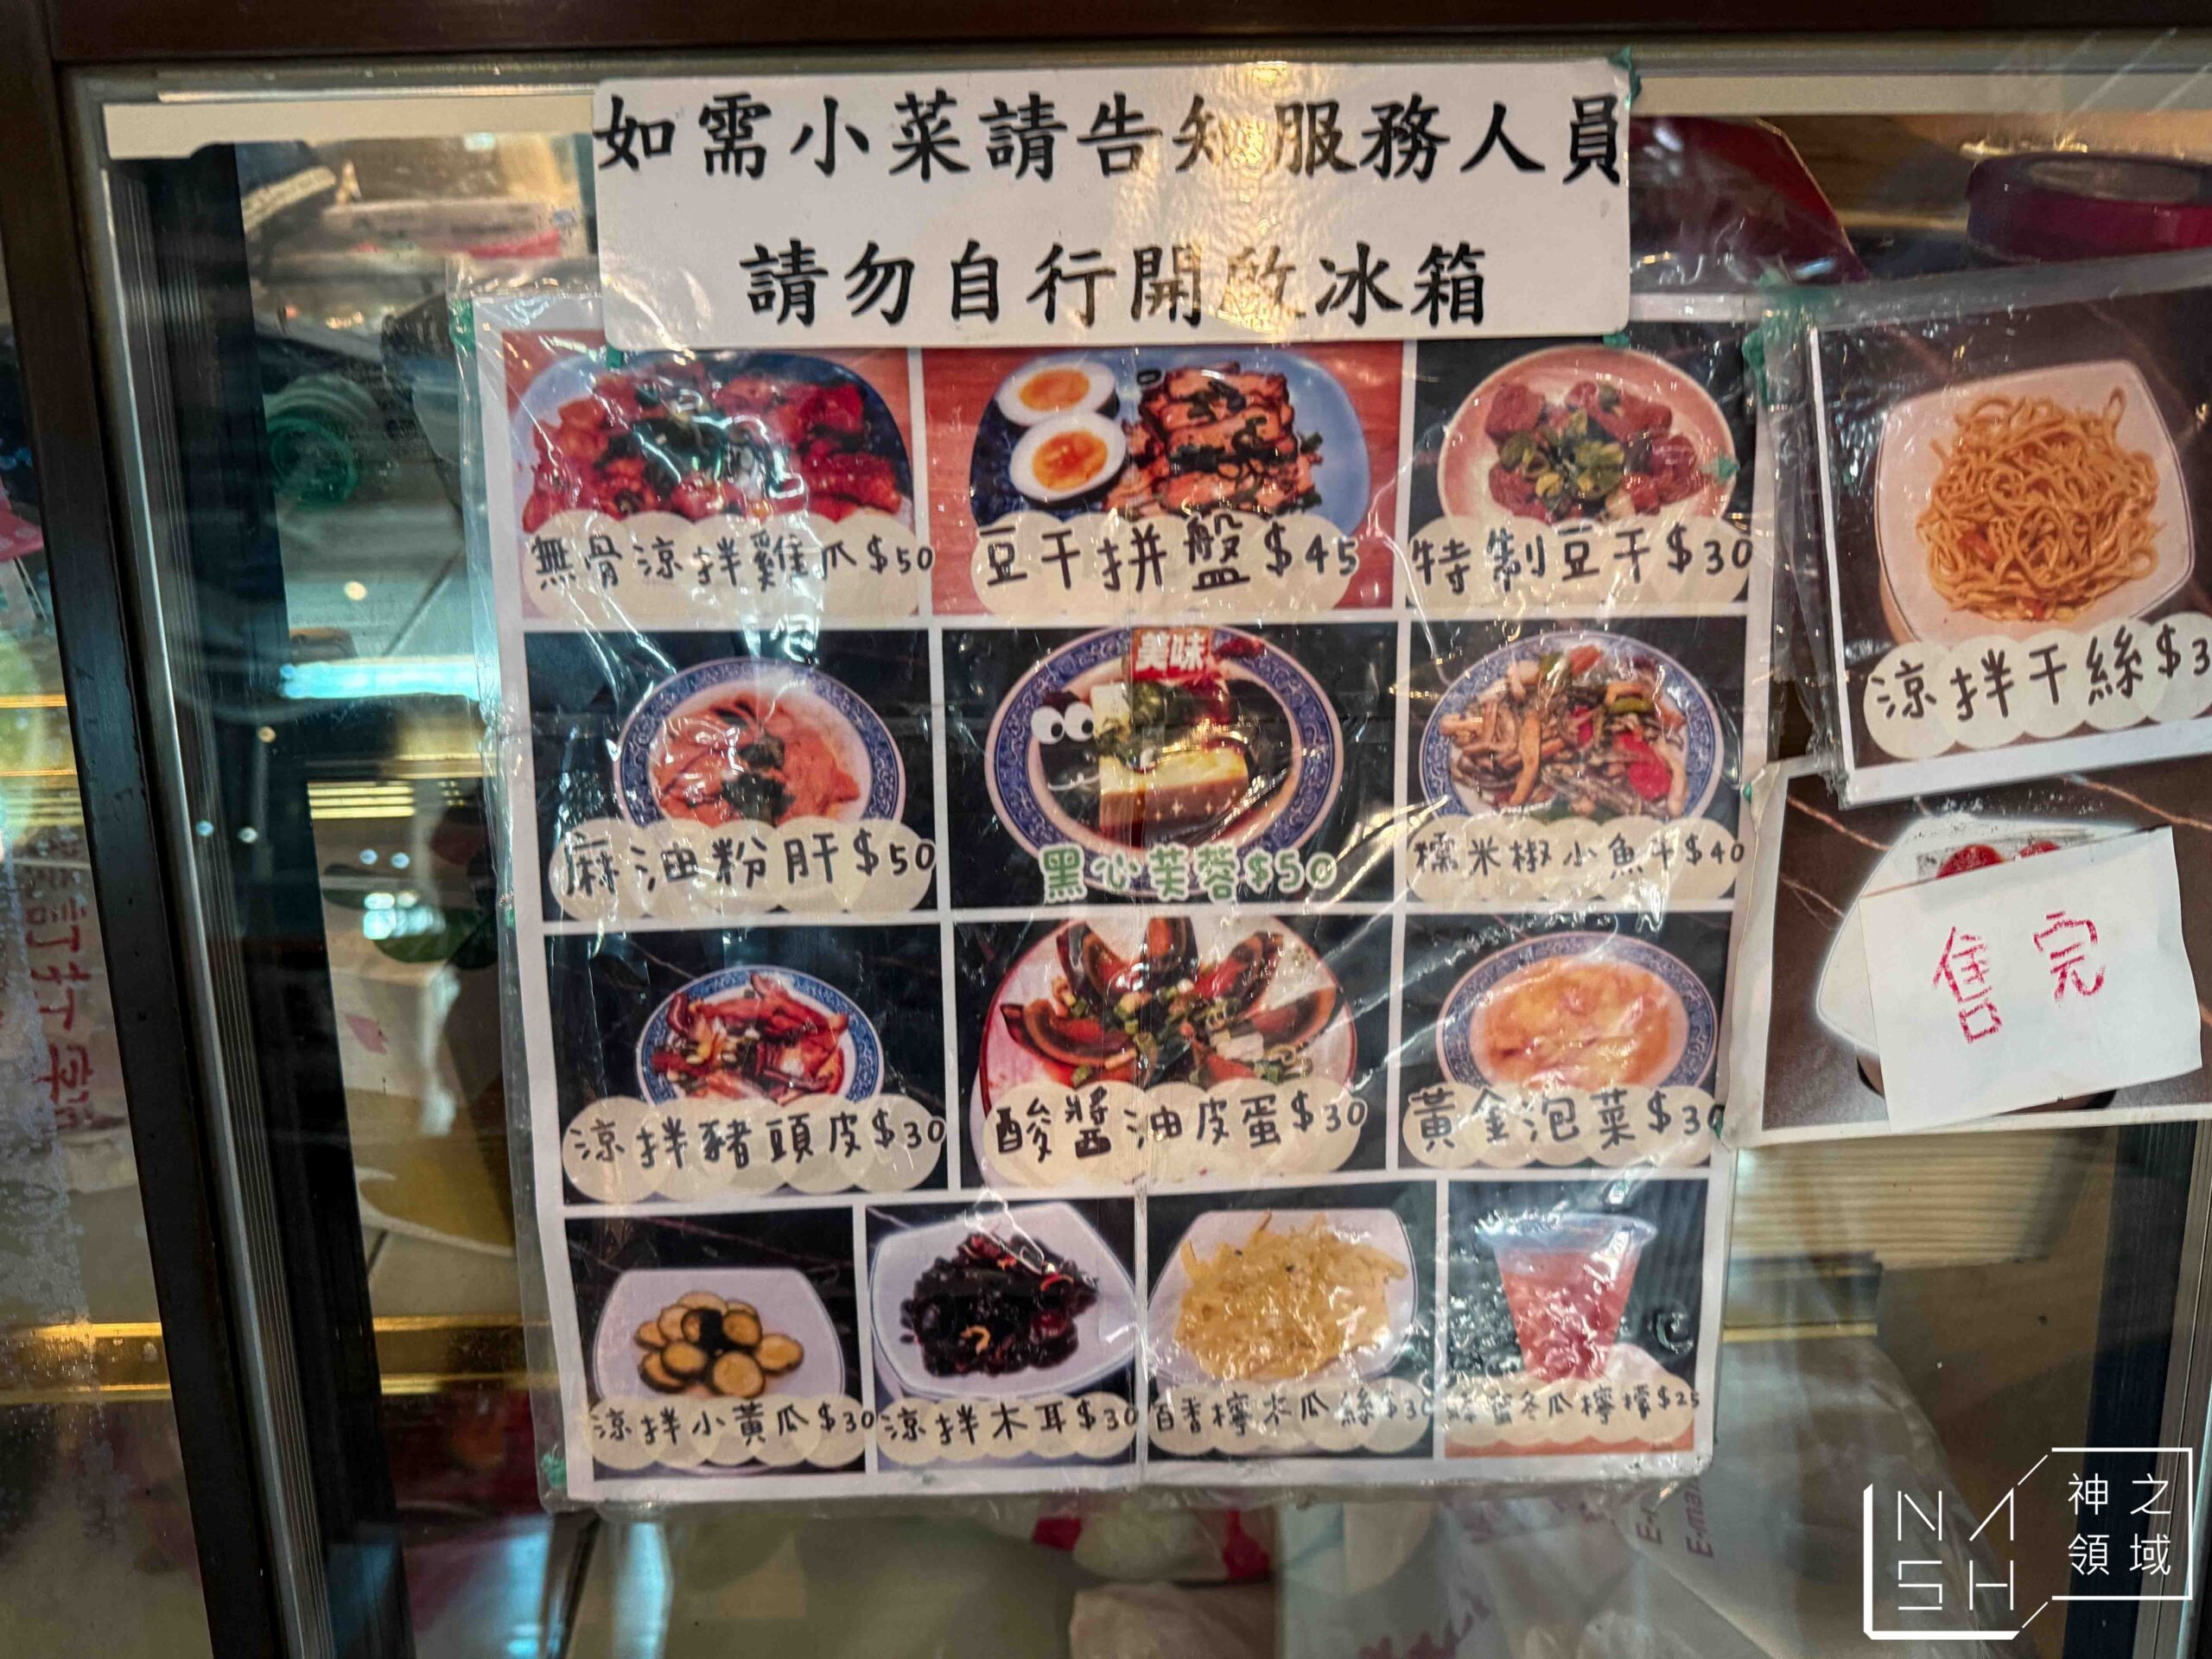 如需小菜請告知服務人員
請勿自行開啟冰箱
無骨涼拌雞爪$50
豆干拼盤$45
特製豆干$30
涼拌干絲$3
麻油粉肝$50
美味
黑心芙蓉$50
糯米椒小魚干$40
售完
涼拌豬頭皮$30
酸醬油皮蛋$30
黃金泡菜$30
涼拌小黃瓜$30
涼拌木耳$30
百香檸木瓜絲$30
蜂蜜冬瓜檸檬$25
NASH
神之領域